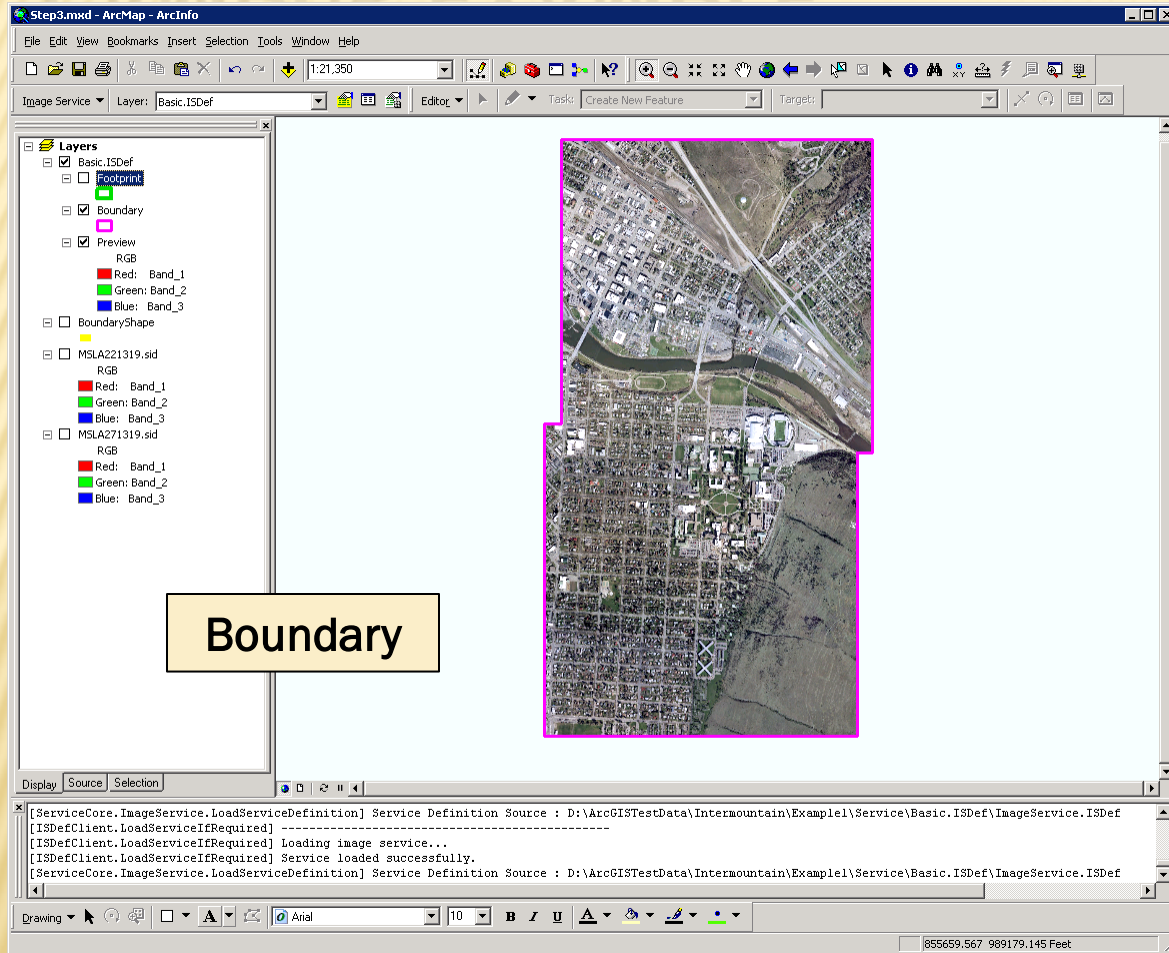 Step3.mxd - ArcMap - ArcInfo
File Edit View Bookmarks Insert Selection Tools Window Help
1:21,350
Image Service Layer: Basic.ISDef Editor Task: Create New Feature Target:
Layers
Basic.ISDef
Footprint
Boundary
Preview
RGB
Red: Band_1
Green: Band_2
Blue: Band_3
BoundaryShape
MSLA221319.sid
RGB
Red: Band_1
Green: Band_2
Blue: Band_3
MSLA271319.sid
RGB
Red: Band_1
Green: Band_2
Blue: Band_3
Boundary
Display Source Selection
[ServiceCore.ImageService.LoadServiceDefinition] Service Definition Source : D:\ArcGISTestData\Intermountain\Example1\Service\Basic.ISDef
[ISDefClient.LoadServiceIfRequired] -----------------------------------------------
[ISDefClient.LoadServiceIfRequired] Loading image service...
[ISDefClient.LoadServiceIfRequired] Service loaded successfully.
[ServiceCore.ImageService.LoadServiceDefinition] Service Definition Source : D:\ArcGISTestData\Intermountain\Example1\Service\Basic.ISDef\ImageService.ISDef
Drawing A Arial 10 B I U A
855659.567 989179.145 Feet